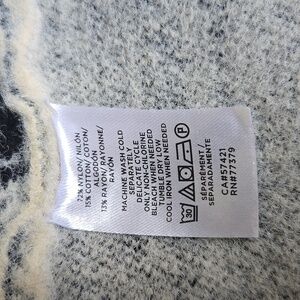 72% NYLON/ NILÓN
15% COTTON/ COTON/
ALGODÓN
13% RAYON/ RAYONNE/
RAYÓN
MACHINE WASH COLD
SEPARATELY
DELICATE CYCLE
ONLY NON-CHLORINE
BLEACH WHEN NEEDED
TUMBLE DRY LOW
COOL IRON WHEN NEEDED
30
P
SÉPARÉMENT/
SEPARADAMENTE
CA#57421
RN#77379